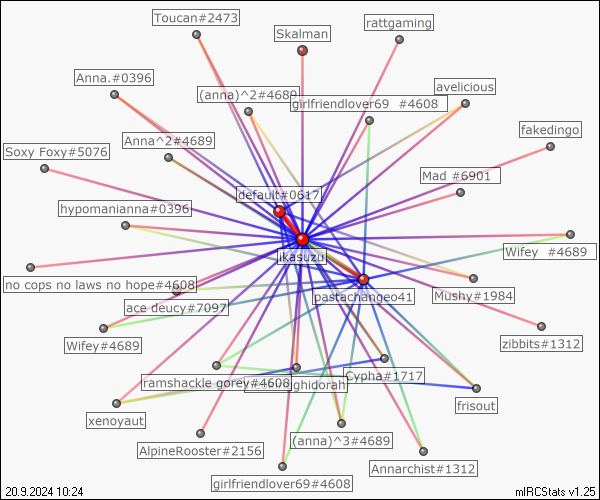 Toucan#2473
Skalman
rattgaming
Anna.#0396
(anna)^2#4689
girlfriendlover69 #4608
avelicious
fakedingo
Anna^2#4689
Soxy Foxy#5076
Mad #6901
default#0617
hypomanianna#0396
ikasuzu
Wifey #4689
no cops no laws no hope#4608
pastachangeo41
Mushy#1984
ace deucy#7097
Wifey#4689
zibbits#1312
ramshackle gorey#4608
ghidorah
Cypha#1717
frisout
xenoyaut
AlpineRooster#2156
(anna)^3#4689
Annarchist#1312
girlfriendlover69#4608
20.9.2024 10:24
mIRCStats v1.25